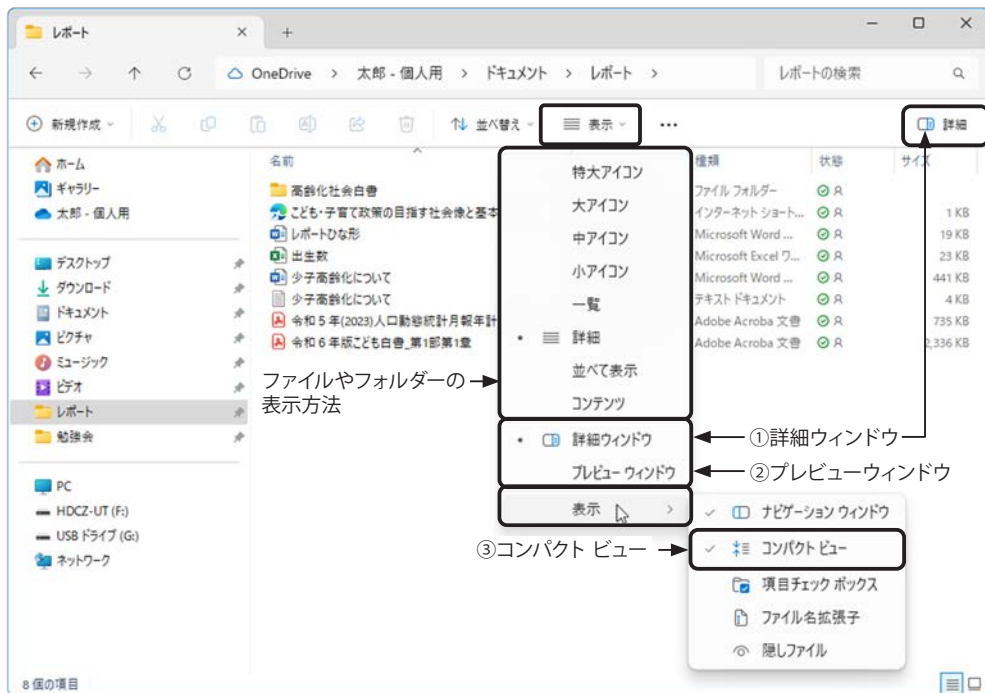 レポート
OneDrive > 太郎 - 個人用 > ドキュメント > レポート >
レポートの検索
新規作成
並べ替え
表示
詳細
ホーム
ギャラリー
太郎 - 個人用
デスクトップ
ダウンロード
ドキュメント
ピクチャ
ミュージック
ビデオ
レポート
勉強会
PC
HDCZ-UT (F:)
USB ドライブ (G:)
ネットワーク
名前
高齢化社会白書
こども・子育て政策の目指す社会像と基本
レポートひな形
出生数
少子高齢化について
少子高齢化について
令和５年(2023)人口動態統計月報年計
令和６年版こども白書_第1部第1章
特大アイコン
大アイコン
中アイコン
小アイコン
一覧
詳細
並べて表示
コンテンツ
詳細ウィンドウ
プレビュー ウィンドウ
表示
種類 状態 サイズ
ファイル フォルダー
インターネット ショート... 1 KB
Microsoft Word ... 19 KB
Microsoft Excel ワ... 23 KB
Microsoft Word ... 441 KB
テキスト ドキュメント 4 KB
Adobe Acroba 文書 735 KB
Adobe Acroba 文書 2,336 KB
ファイルやフォルダーの
表示方法
①詳細ウィンドウ
②プレビューウィンドウ
③コンパクト ビュー
ナビゲーション ウィンドウ
コンパクト ビュー
項目チェック ボックス
ファイル名拡張子
隠しファイル
8 個の項目